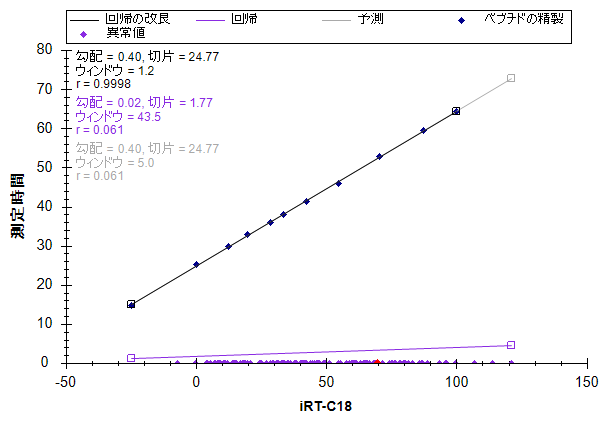 回帰の改良 回帰 予測 ペプチドの精製
異常値
勾配 = 0.40, 切片 = 24.77
ウィンドウ = 1.2
r = 0.9998
勾配 = 0.02, 切片 = 1.77
ウィンドウ = 43.5
r = 0.061
勾配 = 0.40, 切片 = 24.77
ウィンドウ = 5.0
r = 0.061
測定時間
80
70
60
50
40
30
20
10
0
-50 0 50 100 150
iRT-C18